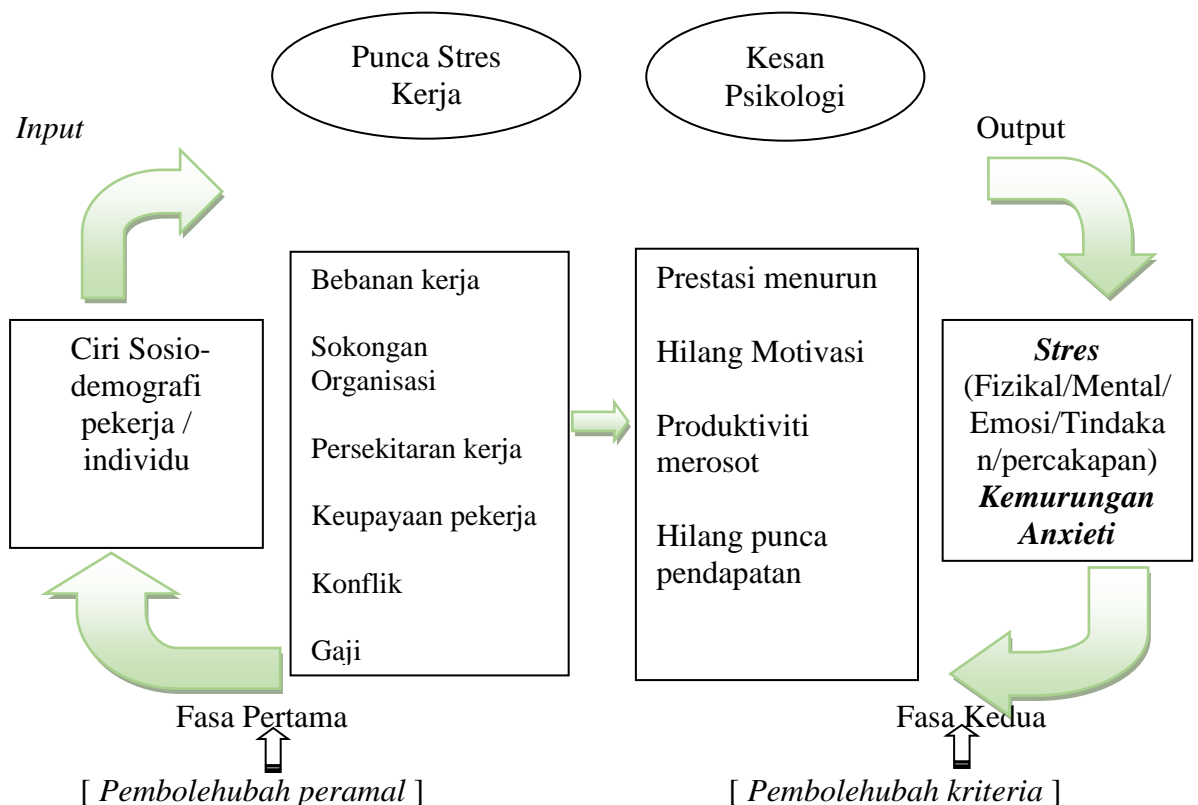 Punca Stres
Kerja
Kesan
Psikologi
Input
Output
Ciri Sosio-
demografi
pekerja /
individu
Bebanan kerja
Sokongan
Organisasi
Persekitaran kerja
Keupayaan pekerja
Konflik
Gaji
Prestasi menurun
Hilang Motivasi
Produktiviti
merosot
Hilang punca
pendapatan
Stres
(Fizikal/Mental/
Emosi/Tindaka
n/percakapan)
Kemurungan
Anxieti
Fasa Pertama
Fasa Kedua
[ Pembolehubah peramal ]
[ Pembolehubah kriteria ]